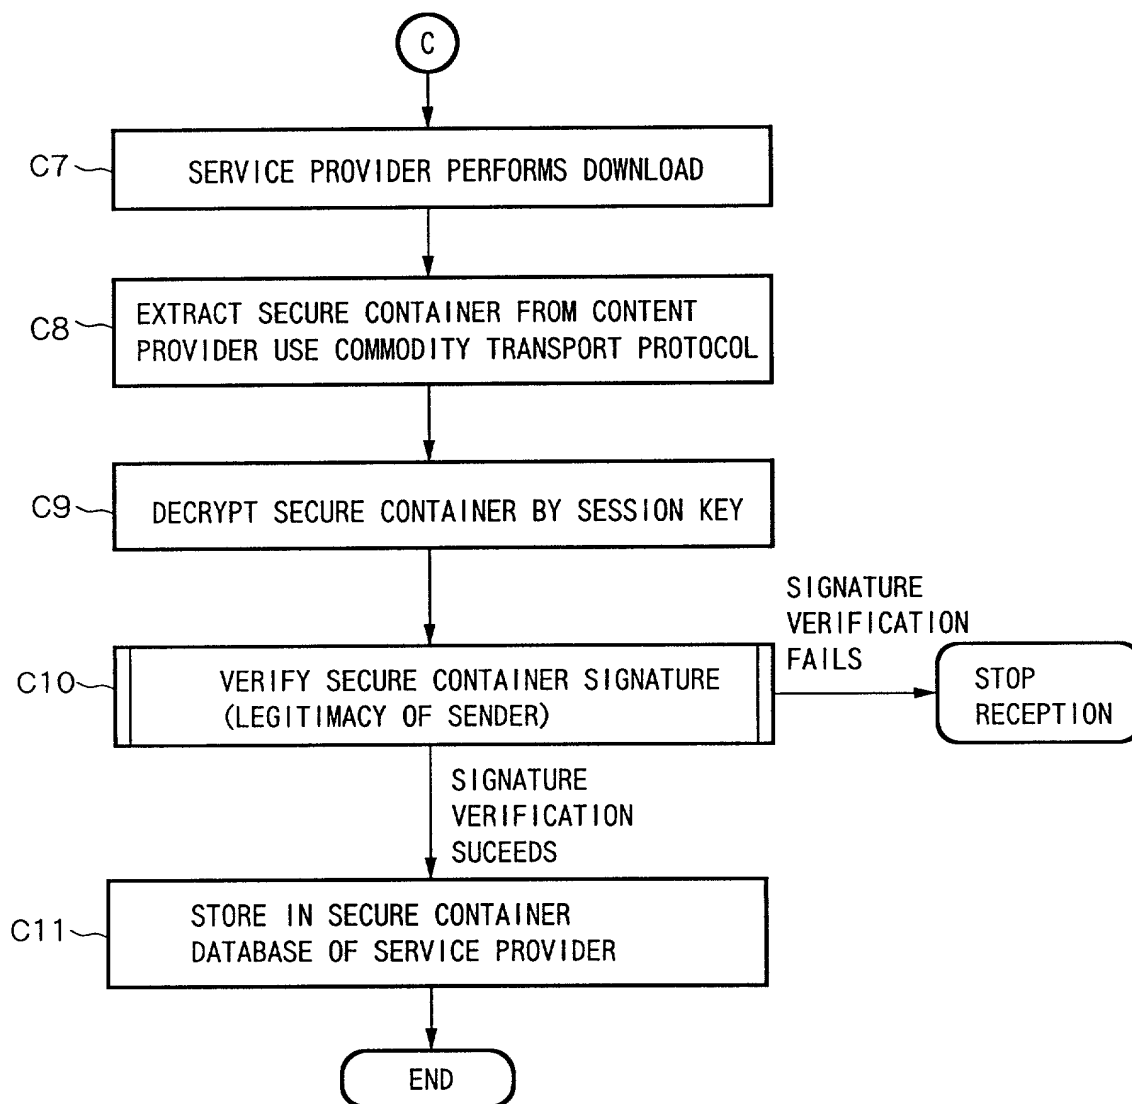 C
C7
SERVICE PROVIDER PERFORMS DOWNLOAD
C8
EXTRACT SECURE CONTAINER FROM CONTENT
PROVIDER USE COMMODITY TRANSPORT PROTOCOL
C9
DECRYPT SECURE CONTAINER BY SESSION KEY
C10
VERIFY SECURE CONTAINER SIGNATURE
(LEGITIMACY OF SENDER)
SIGNATURE
VERIFICATION
FAILS
STOP
RECEPTION
SIGNATURE
VERIFICATION
SUCEEDS
C11
STORE IN SECURE CONTAINER
DATABASE OF SERVICE PROVIDER
END